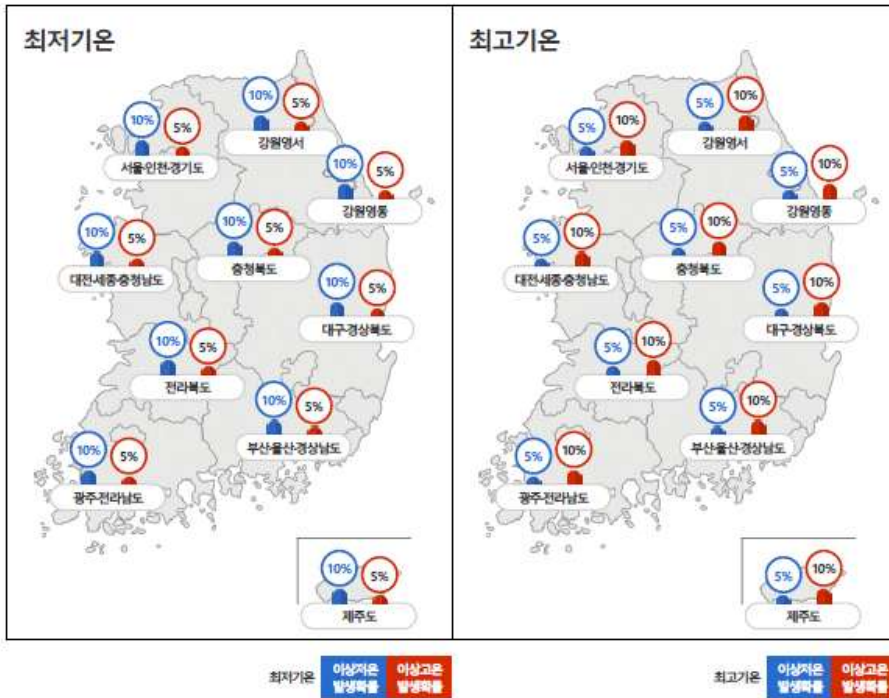 최저기온
10%
5%
강원영서
10%
5%
서울·인천·경기도
10%
5%
강원영동
10%
5%
충청북도
10%
5%
대전·세종·충청남도
10%
5%
대구·경상북도
10%
5%
전라북도
10%
5%
부산·울산·경상남도
10%
5%
광주·전라남도
10%
5%
제주도
최저기온
이상저온
발생확률
이상고온
발생확률
최고기온
5%
10%
강원영서
5%
10%
서울·인천·경기도
5%
10%
강원영동
5%
10%
충청북도
5%
10%
대전·세종·충청남도
5%
10%
대구·경상북도
5%
10%
전라북도
5%
10%
부산·울산·경상남도
5%
10%
광주·전라남도
5%
10%
제주도
최고기온
이상저온
발생확률
이상고온
발생확률